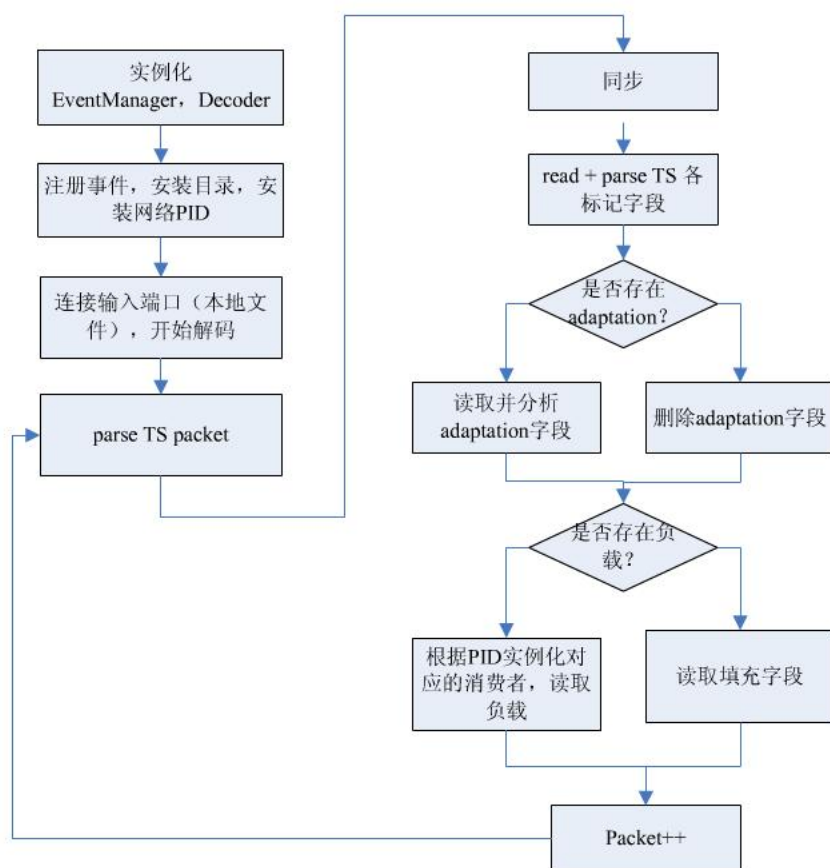 实例化
EventManager，Decoder
注册事件，安装目录，安
装网络PID
连接输入端口（本地文
件），开始解码
parse TS packet
同步
read + parse TS 各
标记字段
是否存在
adaptation？
读取并分析
adaptation字段
删除adaptation字段
是否存在负
载？
根据PID实例化对
应的消费者，读取
负载
读取填充字段
Packet++